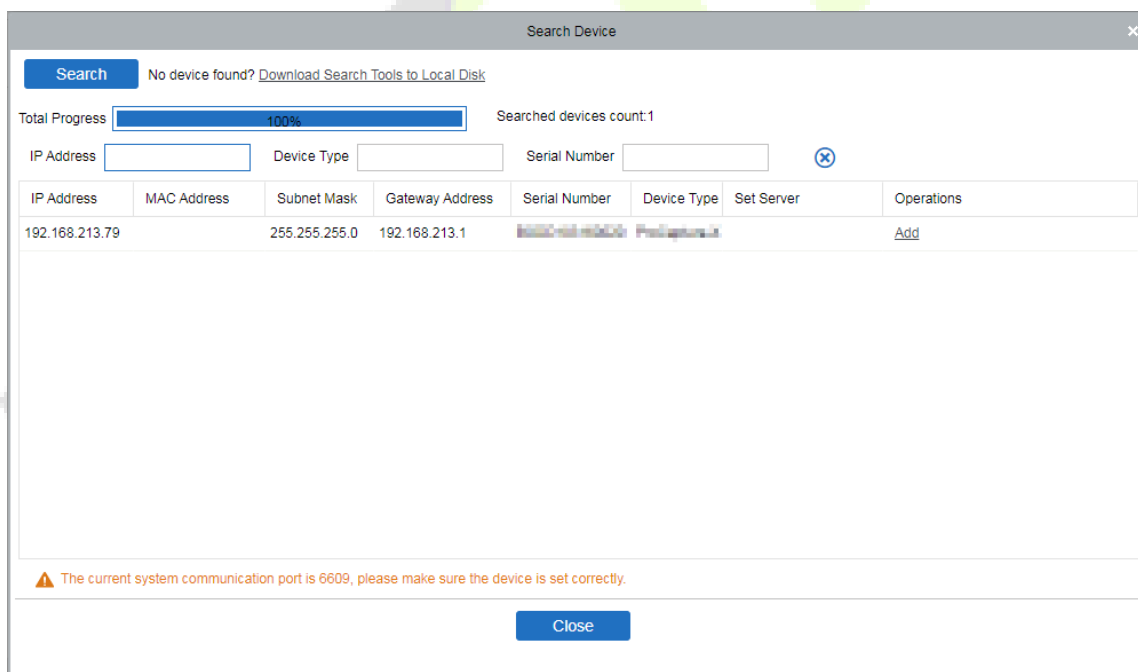 Search Device
Search No device found? Download Search Tools to Local Disk
Total Progress 100% Searched devices count:1
IP Address Device Type Serial Number
IP Address MAC Address Subnet Mask Gateway Address Serial Number Device Type Set Server Operations
192.168.213.79 255.255.255.0 192.168.213.1 Add
The current system communication port is 6609, please make sure the device is set correctly.
Close